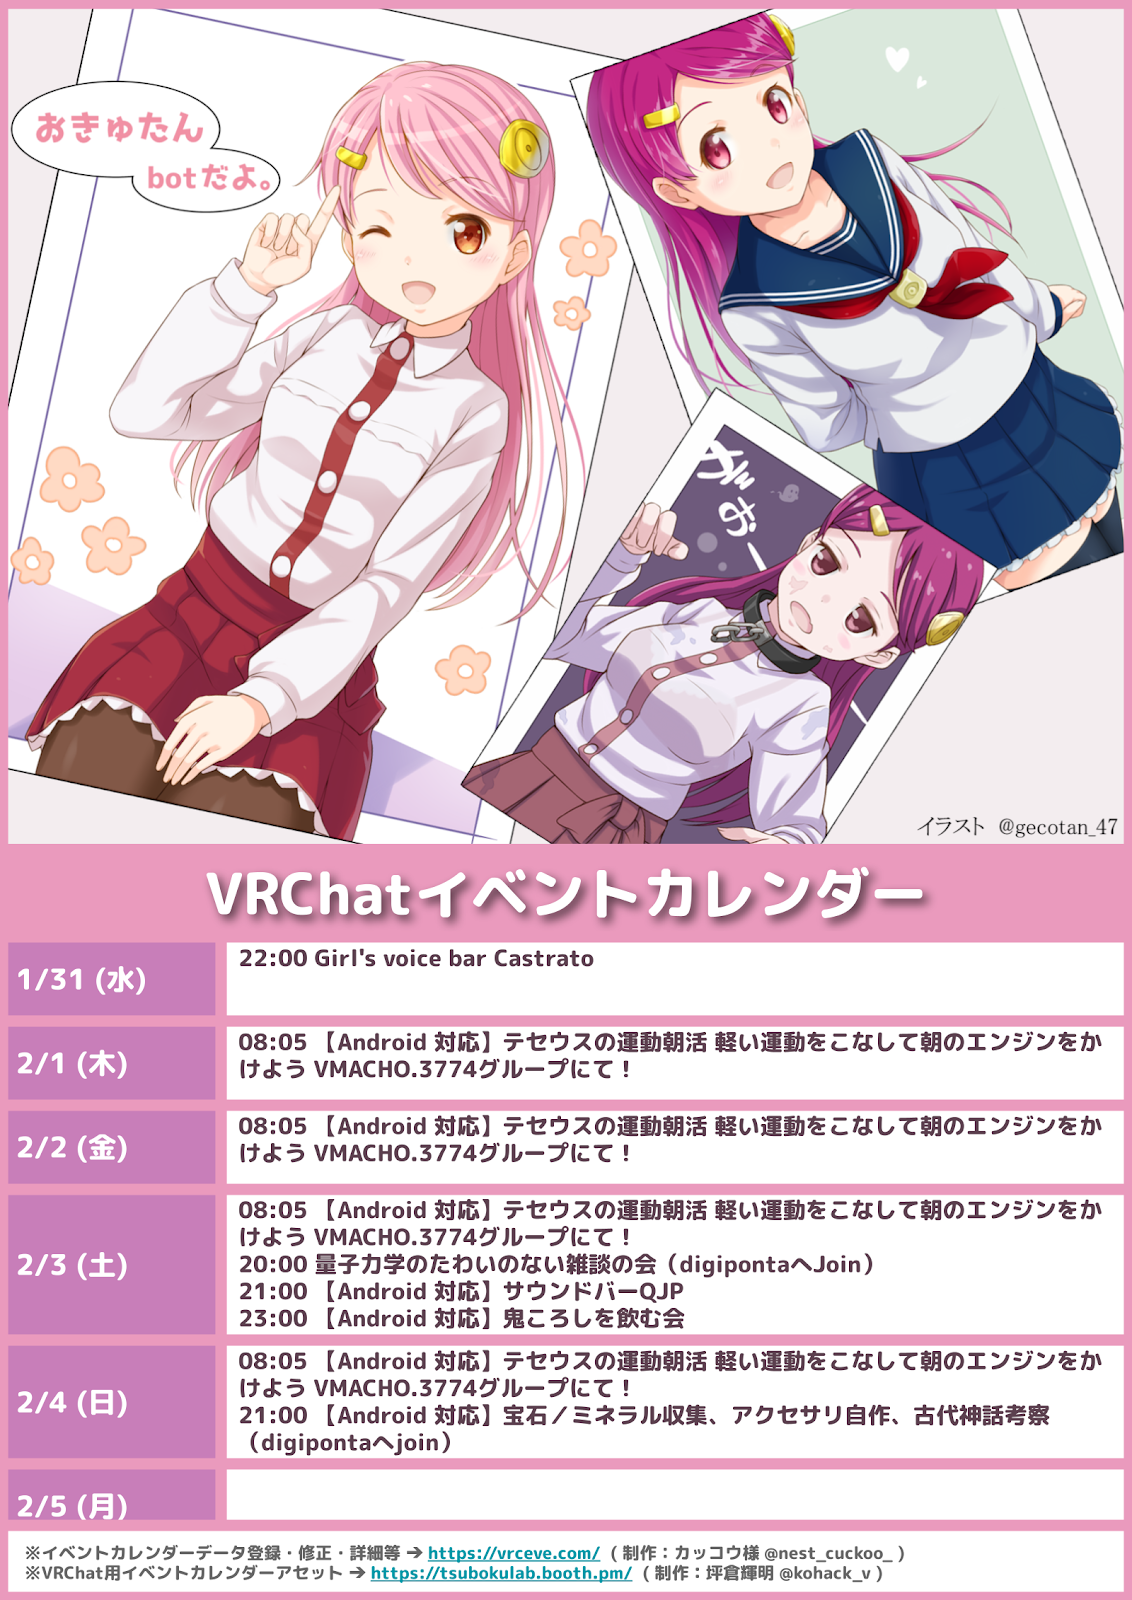 おきゅたん
botだよ。
がおー
イラスト @gecotan_47
VRChatイベントカレンダー
1/31 (水)
22:00 Girl's voice bar Castrato
2/1 (木)
08:05 【Android 対応】テセウスの運動朝活 軽い運動をこなして朝のエンジンをか
けよう VMACHO.3774グループにて！
2/2 (金)
08:05 【Android 対応】テセウスの運動朝活 軽い運動をこなして朝のエンジンをか
けよう VMACHO.3774グループにて！
2/3 (土)
08:05 【Android 対応】テセウスの運動朝活 軽い運動をこなして朝のエンジンをか
けよう VMACHO.3774グループにて！
20:00 量子力学のたわいのない雑談の会（digipontaへJoin）
21:00 【Android 対応】サウンドバーQJP
23:00 【Android 対応】鬼ころしを飲む会
2/4 (日)
08:05 【Android 対応】テセウスの運動朝活 軽い運動をこなして朝のエンジンをか
けよう VMACHO.3774グループにて！
21:00 【Android 対応】宝石／ミネラル収集、アクセサリ自作、古代神話考察
（digipontaへjoin）
2/5 (月)
※イベントカレンダーデータ登録・修正・詳細等 ➔ https://vrceve.com/ ( 制作：カッコウ様 @nest_cuckoo_ )
※VRChat用イベントカレンダーアセット ➔ https://tsubokulab.booth.pm/ ( 制作：坪倉輝明 @kohack_v )